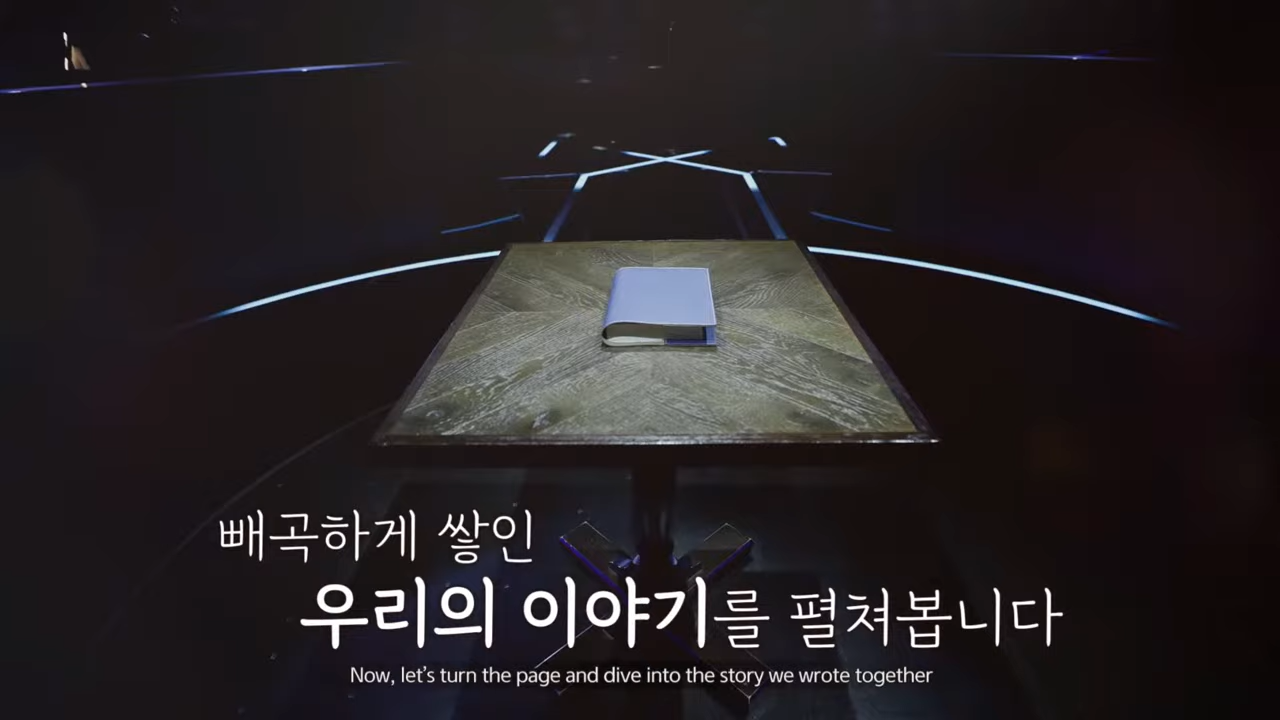 빼곡하게 쌓인
우리의 이야기를 펼쳐봅니다
Now, let's turn the page and dive into the story we wrote together